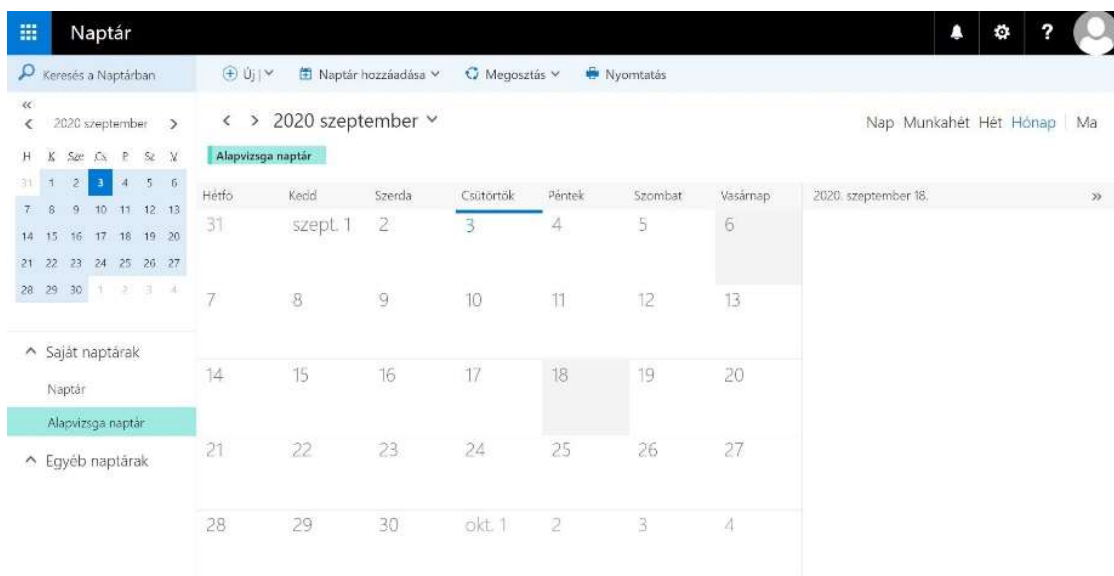 Naptár ?
Keresés a Naptárban
Új | Naptár hozzáadása Megosztás Nyomtatás
« < 2020 szeptember >
H K Sze Cs P Sz V
31 1 2 3 4 5 6
7 8 9 10 11 12 13
14 15 16 17 18 19 20
21 22 23 24 25 26 27
28 29 30 1 2 3 4
Saját naptárak
Naptár
Alapvizsga naptár
Egyéb naptárak
< > 2020 szeptember
Nap Munkahét Hét Hónap | Ma
Alapvizsga naptár
Hétfo Kedd Szerda Csütörtök Péntek Szombat Vasárnap
31 szept. 1 2 3 4 5 6
7 8 9 10 11 12 13
14 15 16 17 18 19 20
21 22 23 24 25 26 27
28 29 30 okt. 1 2 3 4
2020. szeptember 18. »